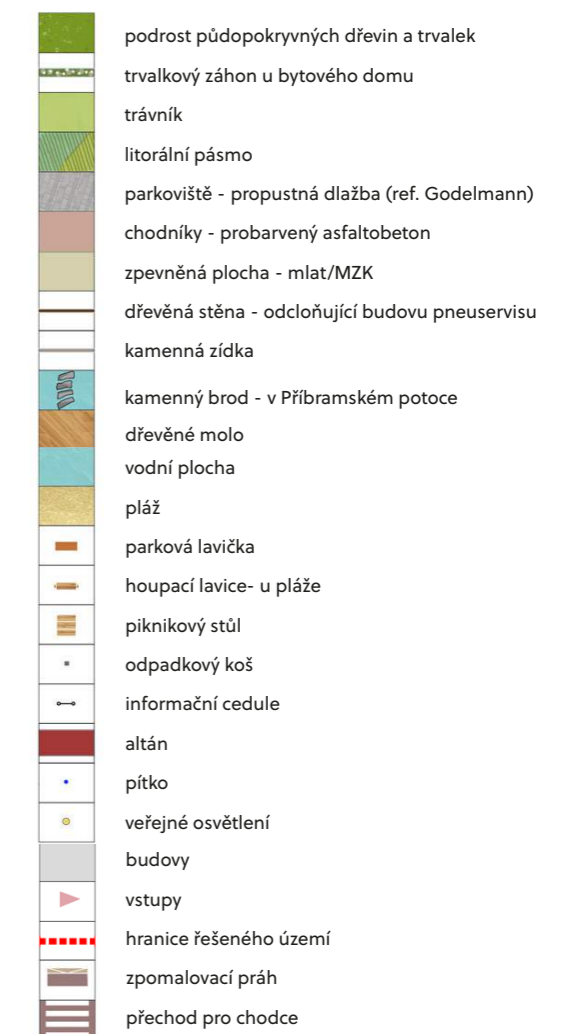 podrost půdopokryvných dřevin a trvalek
trvalkový záhon u bytového domu
trávník
litorální pásmo
parkoviště - propustná dlažba (ref. Godelmann)
chodníky - probarvený asfaltobeton
zpevněná plocha - mlat/MZK
dřevěná stěna - odcloňující budovu pneuservisu
kamenná zídka
kamenný brod - v Příbramském potoce
dřevěné molo
vodní plocha
pláž
parková lavička
houpací lavice- u pláže
piknikový stůl
odpadkový koš
informační cedule
altán
pítko
veřejné osvětlení
budovy
vstupy
hranice řešeného území
zpomalovací práh
přechod pro chodce